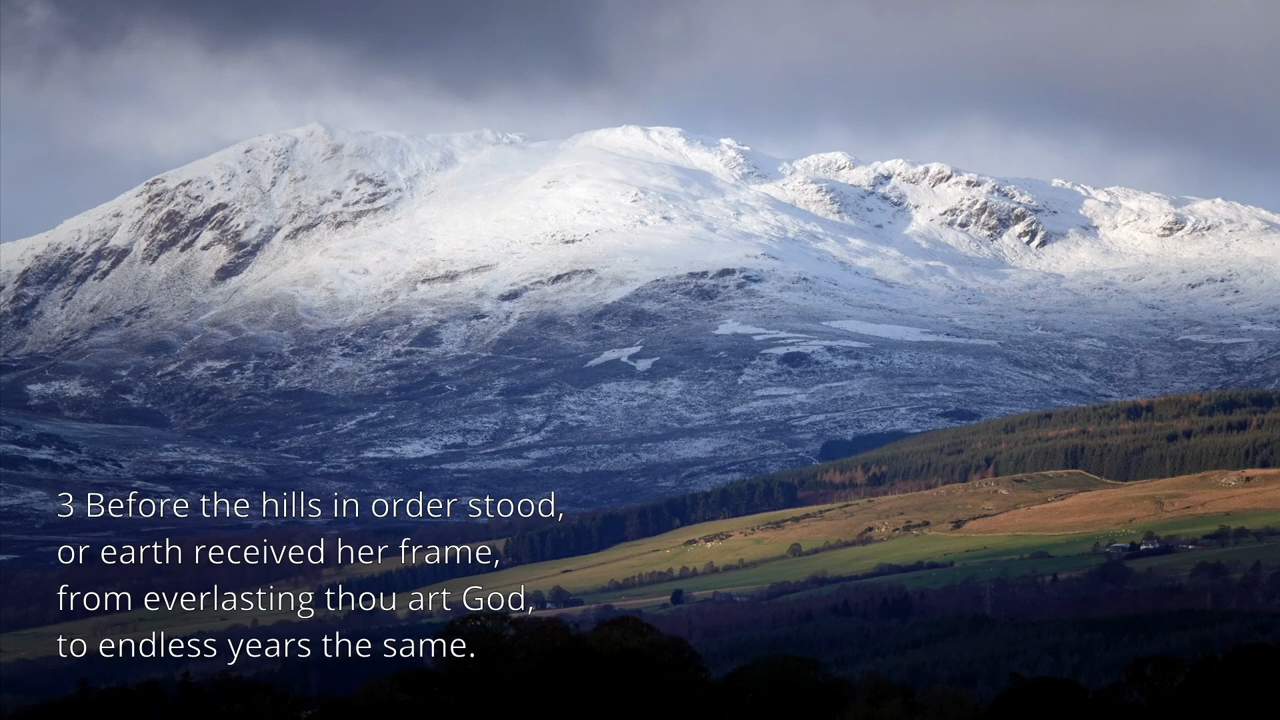 3 Before the hills in order stood,
or earth received her frame,
from everlasting thou art God,
to endless years the same.